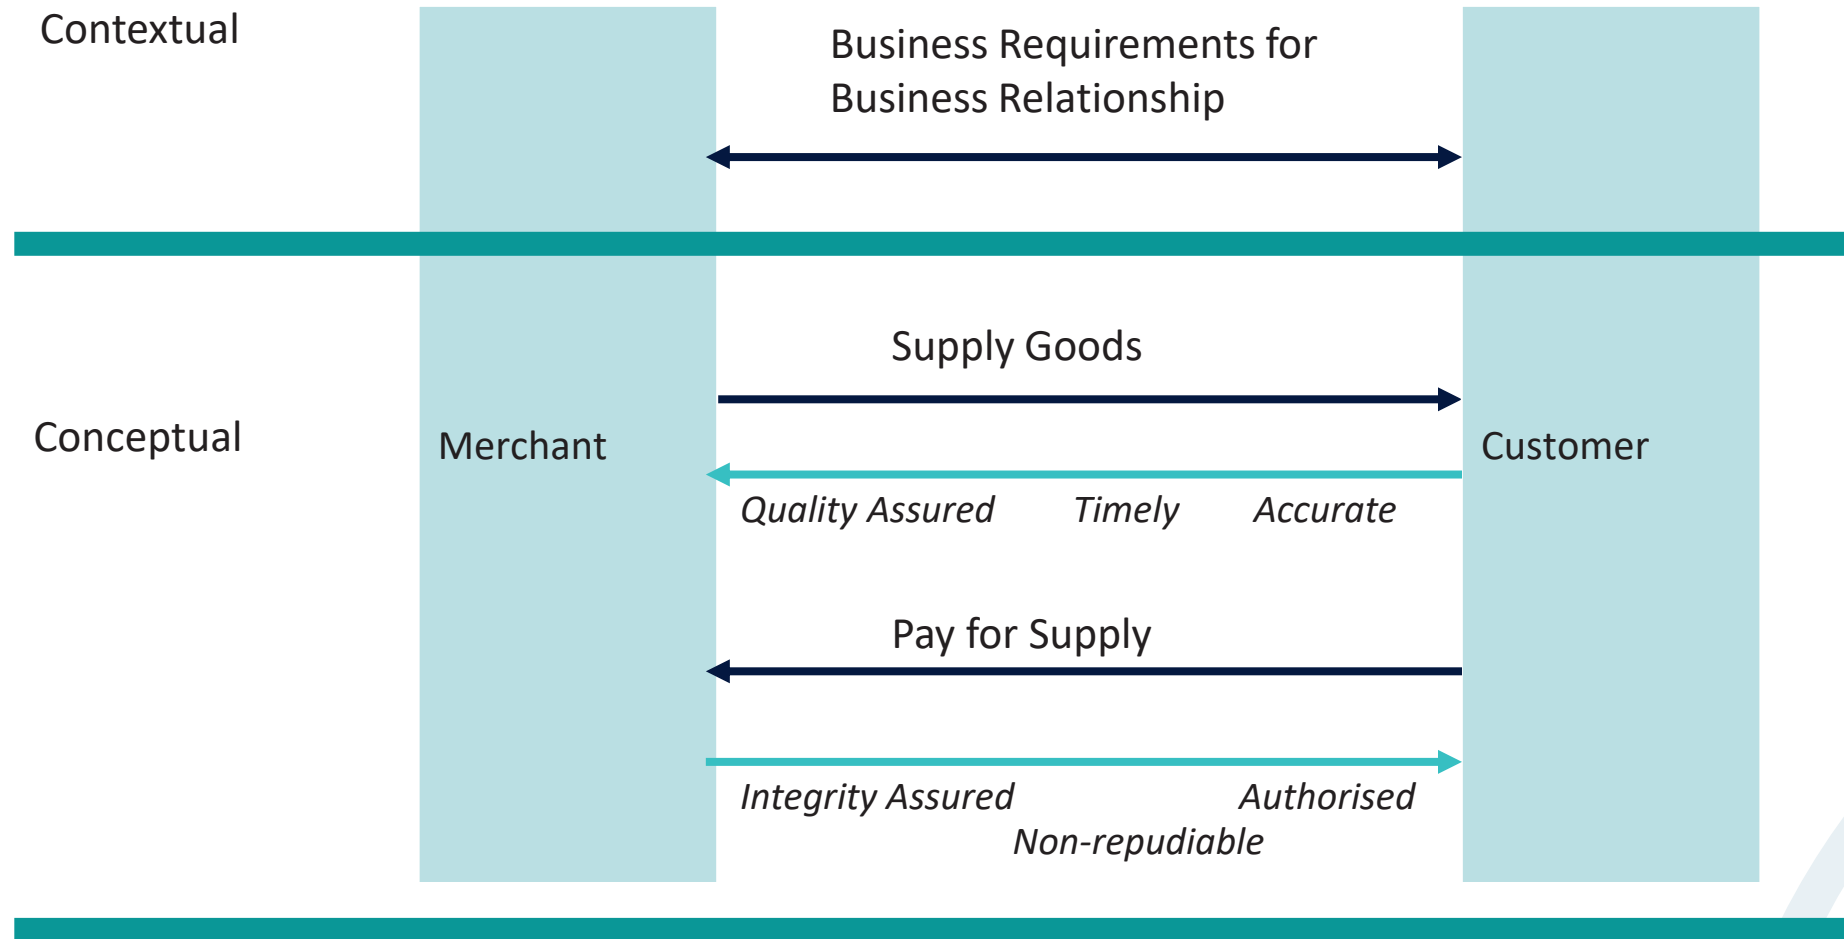 Contextual
Business Requirements for
Business Relationship
Supply Goods
Conceptual
Merchant
Customer
Quality Assured Timely Accurate
Pay for Supply
Integrity Assured Authorised
Non-repudiable